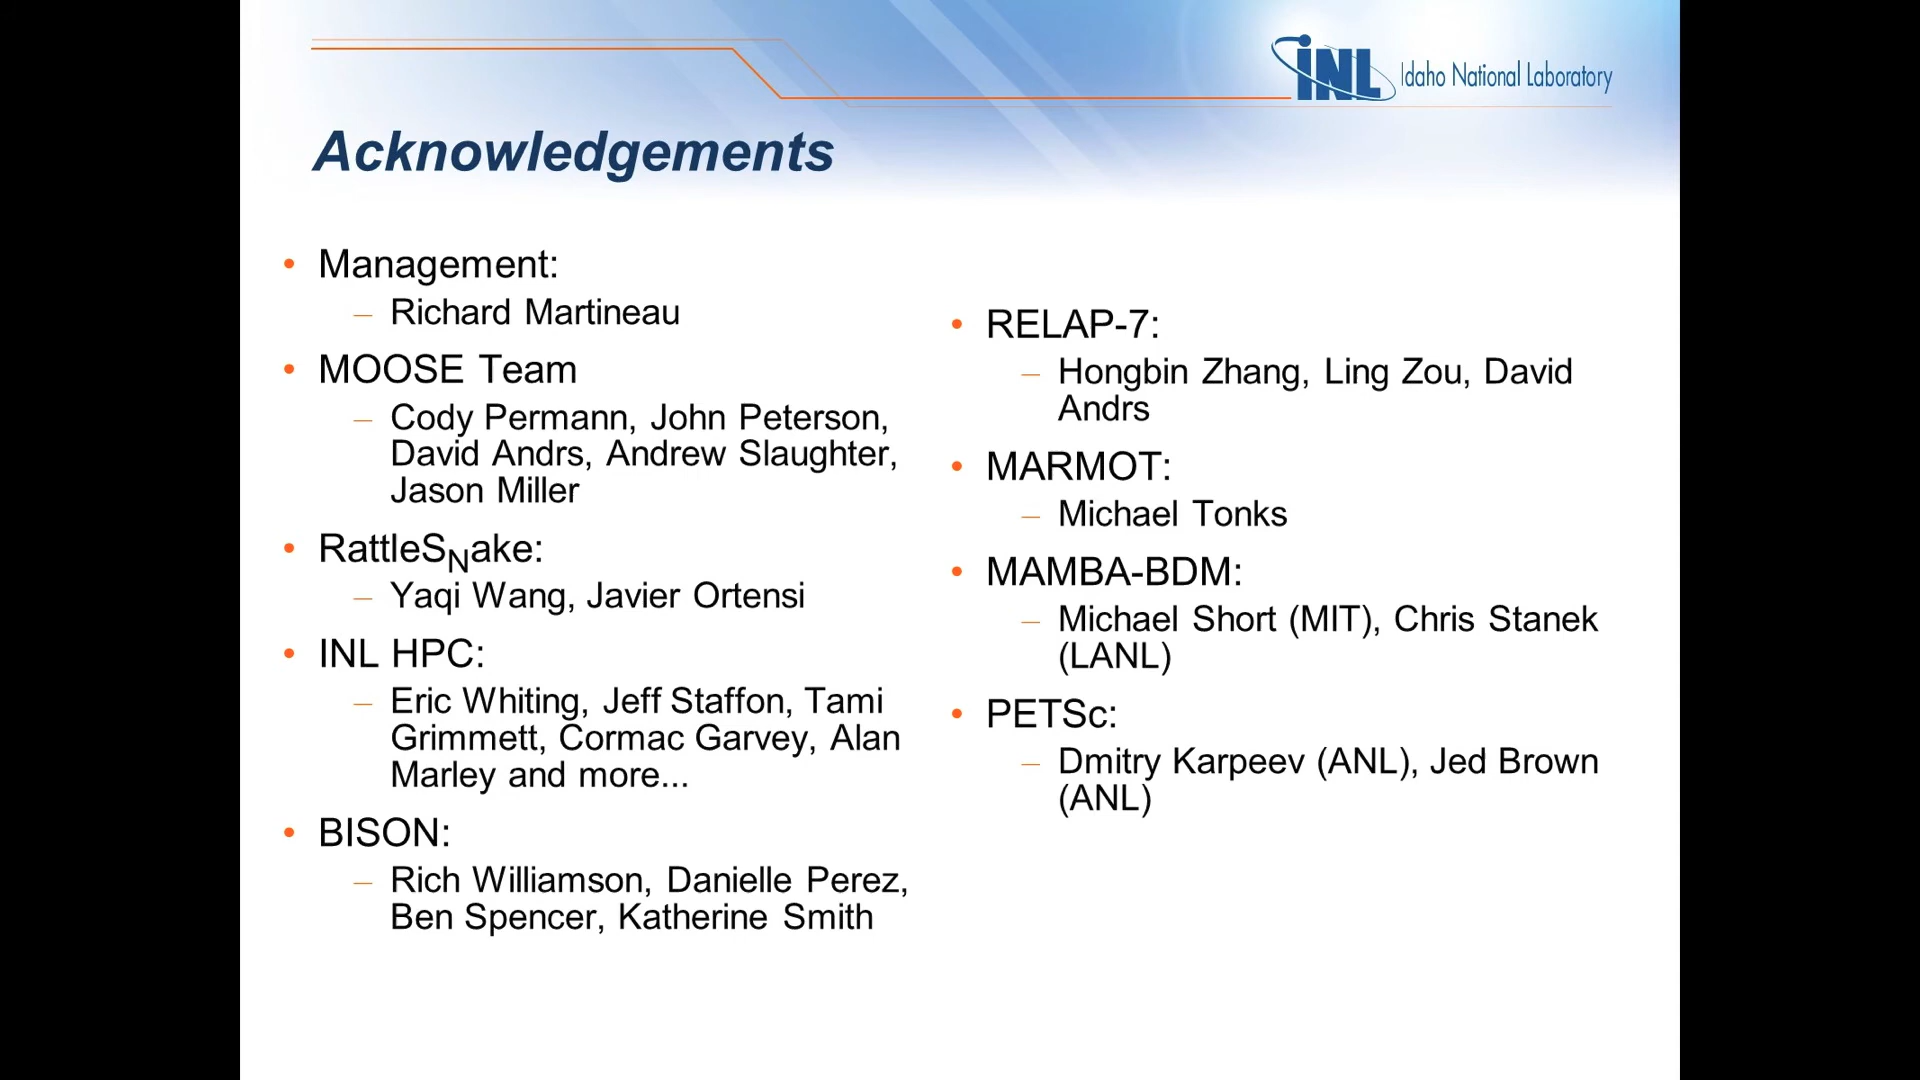 INL Idaho National Laboratory
Acknowledgements
• Management:
– Richard Martineau
• MOOSE Team
– Cody Permann, John Peterson,
David Andrs, Andrew Slaughter,
Jason Miller
• RattleSNake:
– Yaqi Wang, Javier Ortensi
• INL HPC:
– Eric Whiting, Jeff Staffon, Tami
Grimmett, Cormac Garvey, Alan
Marley and more...
• BISON:
– Rich Williamson, Danielle Perez,
Ben Spencer, Katherine Smith
• RELAP-7:
– Hongbin Zhang, Ling Zou, David
Andrs
• MARMOT:
– Michael Tonks
• MAMBA-BDM:
– Michael Short (MIT), Chris Stanek
(LANL)
• PETSc:
– Dmitry Karpeev (ANL), Jed Brown
(ANL)